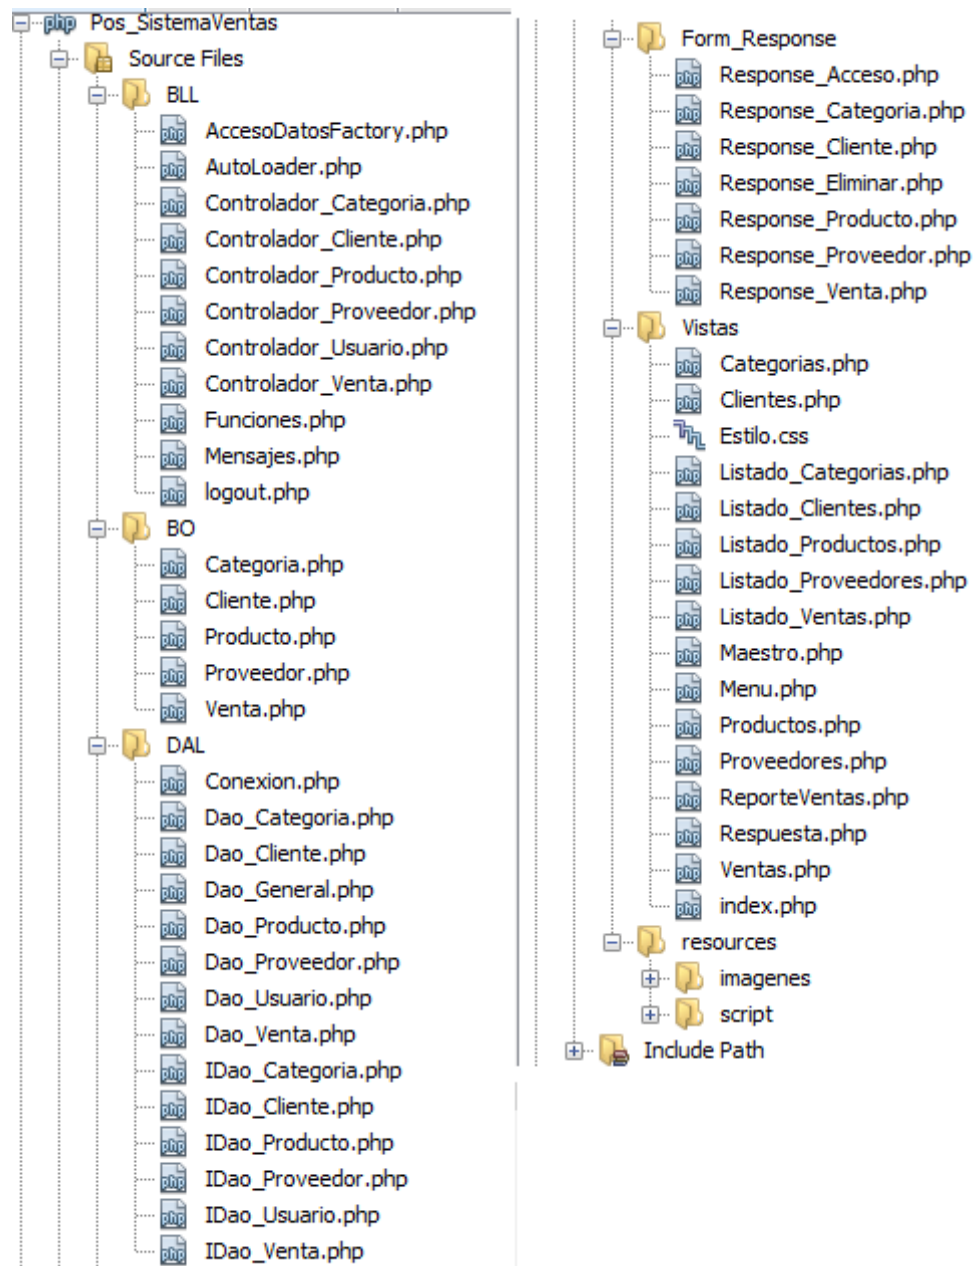 Pos_SistemaVentas
Source Files
BLL
AccesoDatosFactory.php
AutoLoader.php
Controlador_Categoria.php
Controlador_Cliente.php
Controlador_Producto.php
Controlador_Proveedor.php
Controlador_Usuario.php
Controlador_Venta.php
Funciones.php
Mensajes.php
logout.php
BO
Categoria.php
Cliente.php
Producto.php
Proveedor.php
Venta.php
DAL
Conexion.php
Dao_Categoria.php
Dao_Cliente.php
Dao_General.php
Dao_Producto.php
Dao_Proveedor.php
Dao_Usuario.php
Dao_Venta.php
IDao_Categoria.php
IDao_Cliente.php
IDao_Producto.php
IDao_Proveedor.php
IDao_Usuario.php
IDao_Venta.php
Form_Response
Response_Acceso.php
Response_Categoria.php
Response_Cliente.php
Response_Eliminar.php
Response_Producto.php
Response_Proveedor.php
Response_Venta.php
Vistas
Categorias.php
Clientes.php
Estilo.css
Listado_Categorias.php
Listado_Clientes.php
Listado_Productos.php
Listado_Proveedores.php
Listado_Ventas.php
Maestro.php
Menu.php
Productos.php
Proveedores.php
ReporteVentas.php
Respuesta.php
Ventas.php
index.php
resources
imagenes
script
Include Path